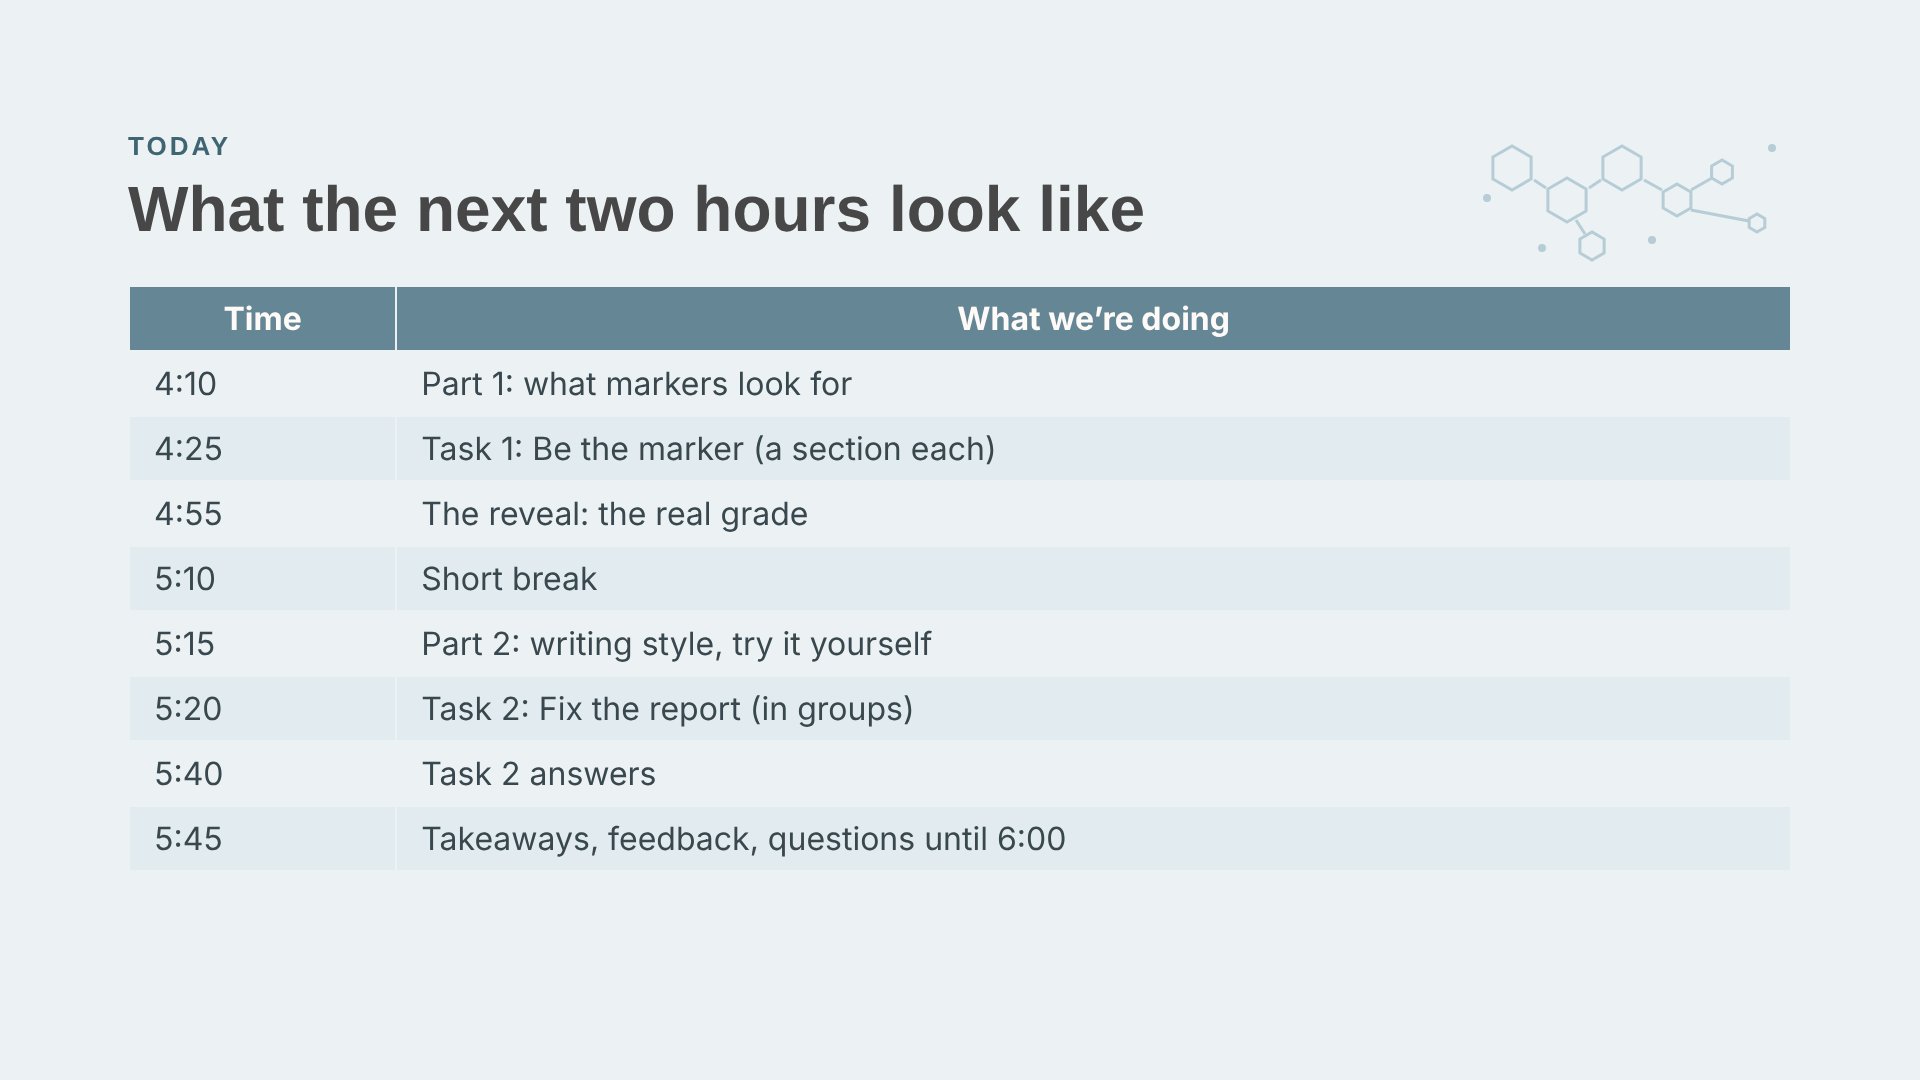 TODAY
What the next two hours look like
Time What we’re doing
4:10 Part 1: what markers look for
4:25 Task 1: Be the marker (a section each)
4:55 The reveal: the real grade
5:10 Short break
5:15 Part 2: writing style, try it yourself
5:20 Task 2: Fix the report (in groups)
5:40 Task 2 answers
5:45 Takeaways, feedback, questions until 6:00